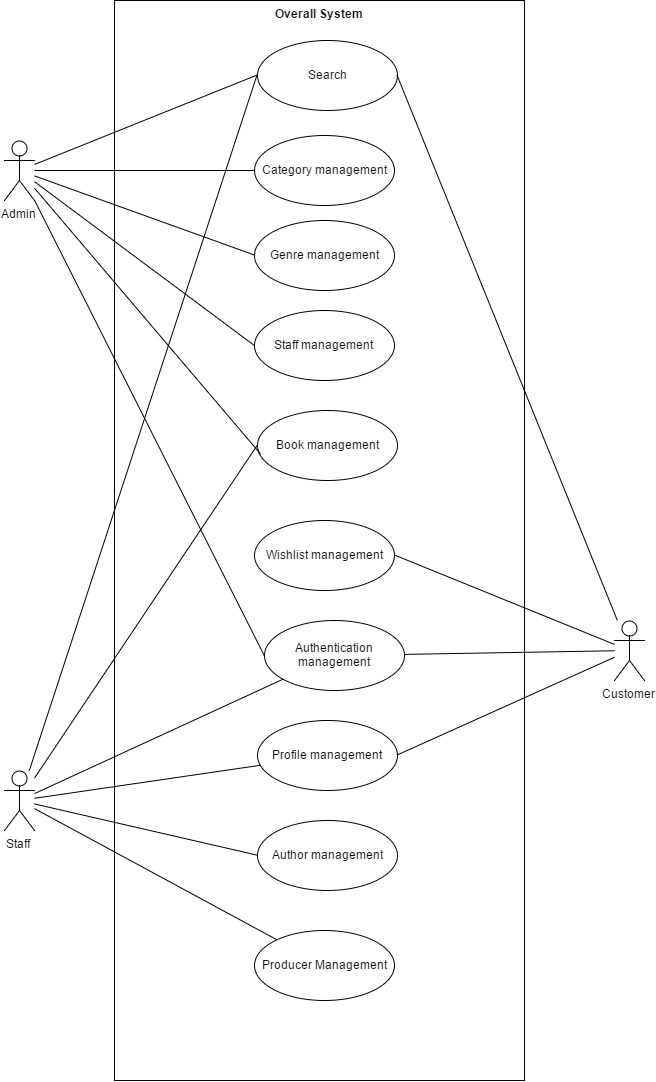 Overall System
Search
Category management
Admin
Genre management
Staff management
Book management
Wishlist management
Authentication
management
Customer
Profile management
Staff
Author management
Producer Management